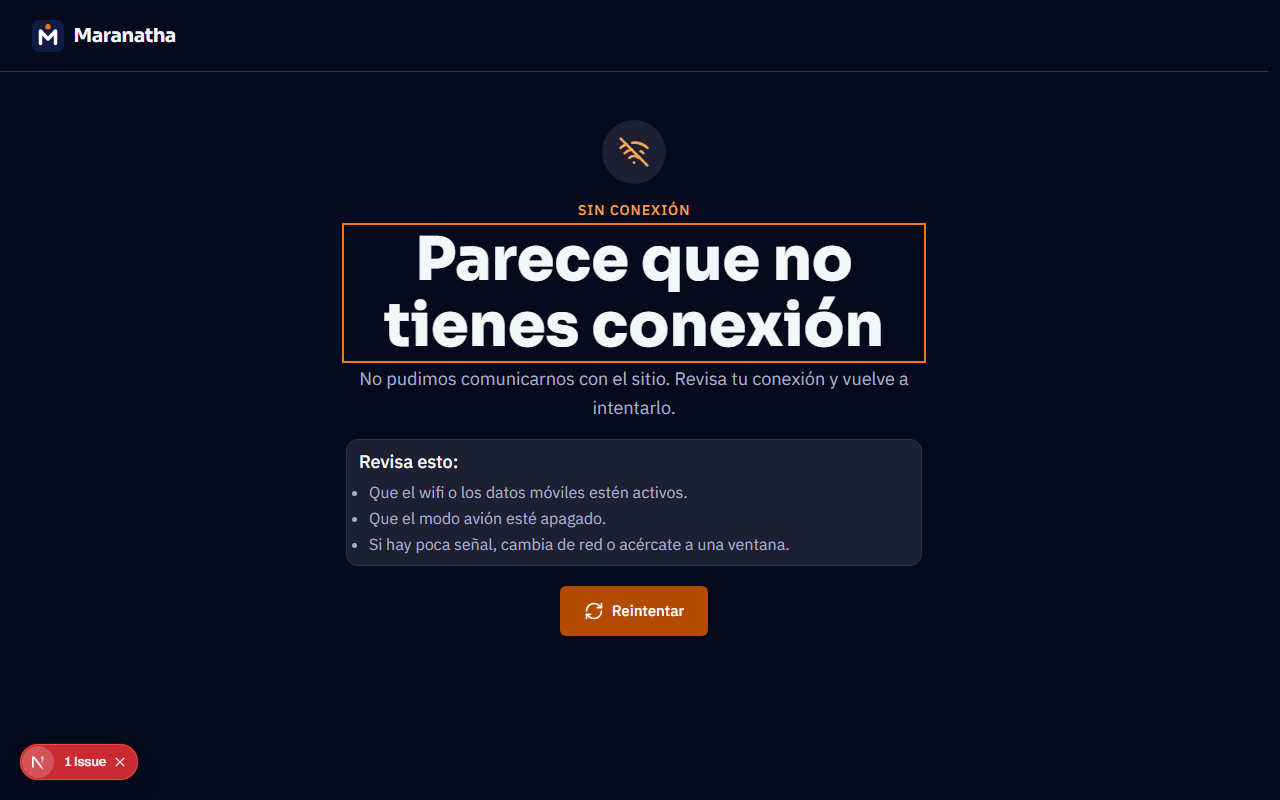 Maranatha
SIN CONEXIÓN
Parece que no
tienes conexión
No pudimos comunicarnos con el sitio. Revisa tu conexión y vuelve a
intentarlo.
Revisa esto:
Que el wifi o los datos móviles estén activos.
Que el modo avión esté apagado.
Si hay poca señal, cambia de red o acércate a una ventana.
Reintentar
1 Issue